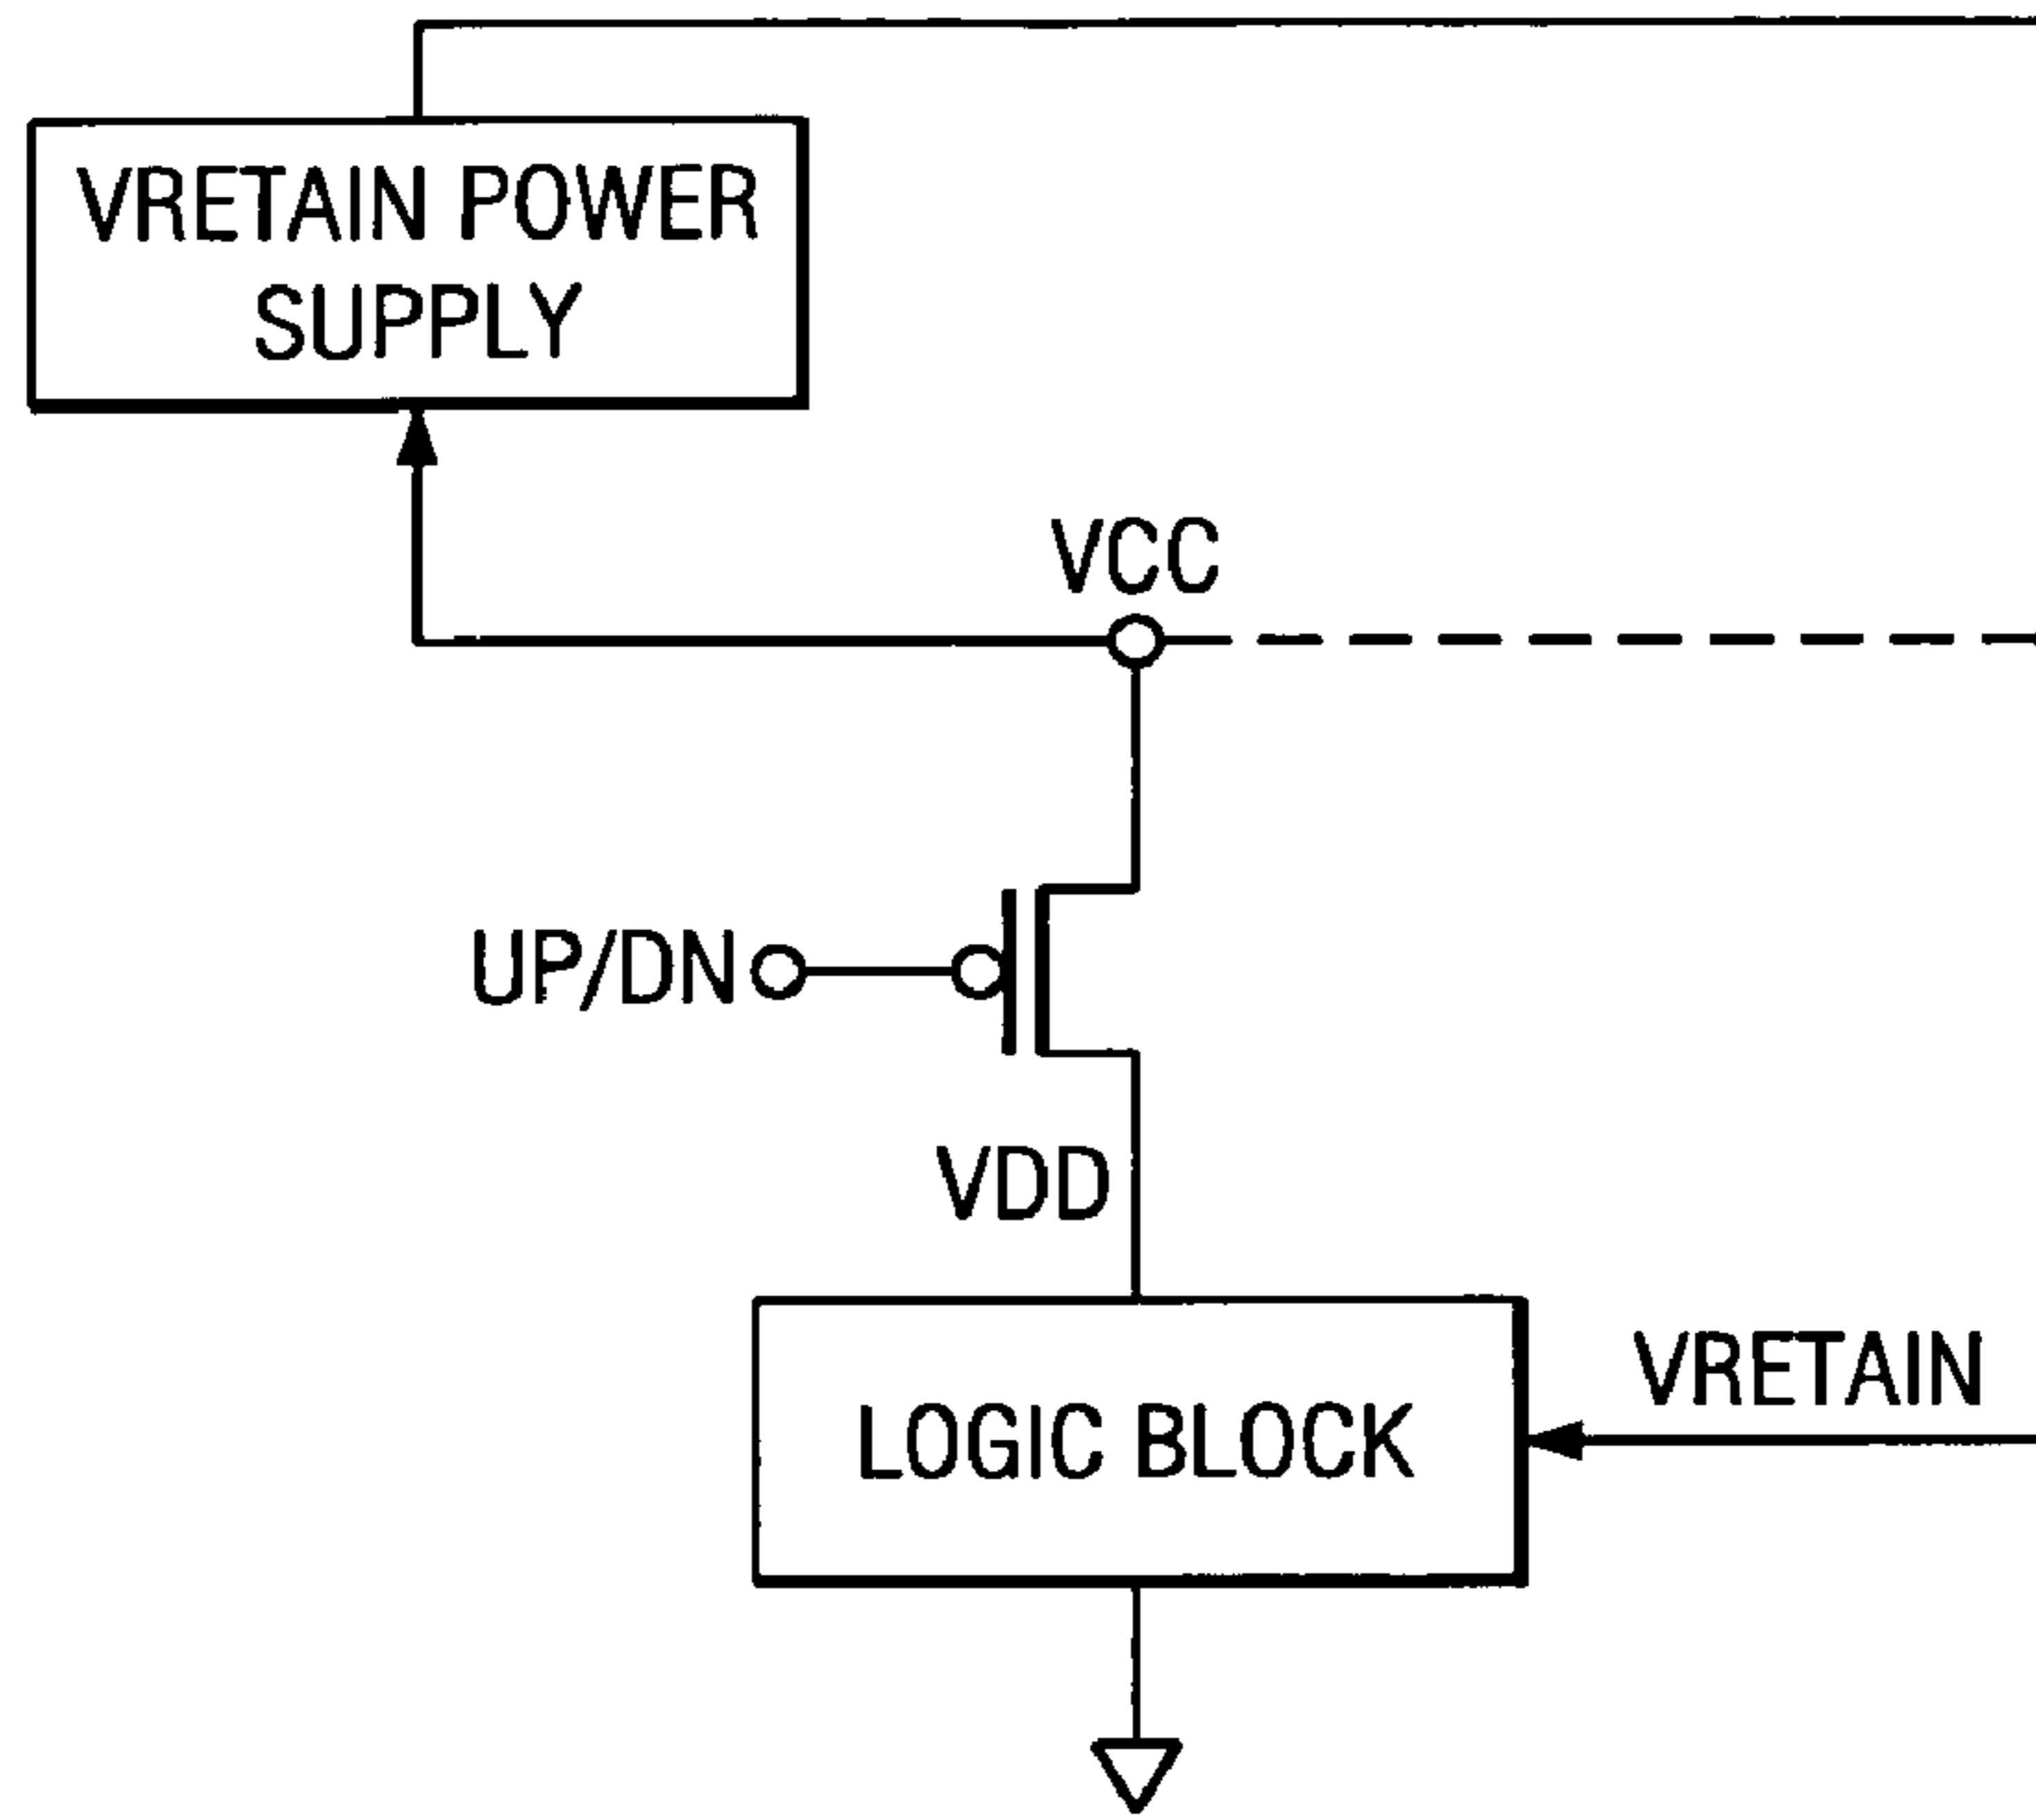 VRETAIN POWER
SUPPLY
VCC
UP/DN
VDD
VRETAIN
LOGIC BLOCK